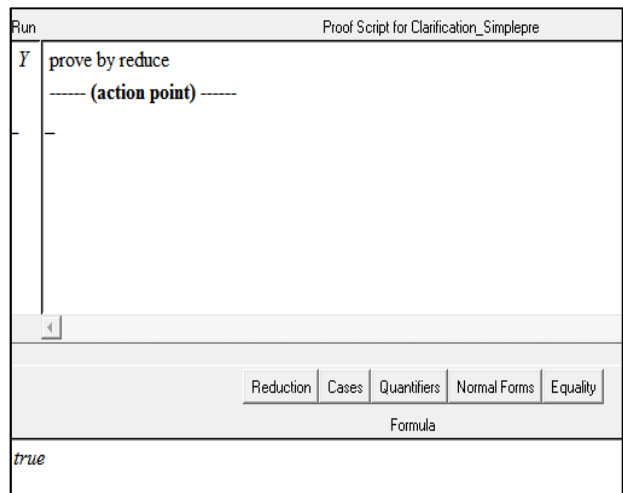 Run Proof Script for Clarification_Simplepre
Y prove by reduce
------ (action point) ------
Reduction Cases Quantifiers Normal Forms Equality
Formula
true